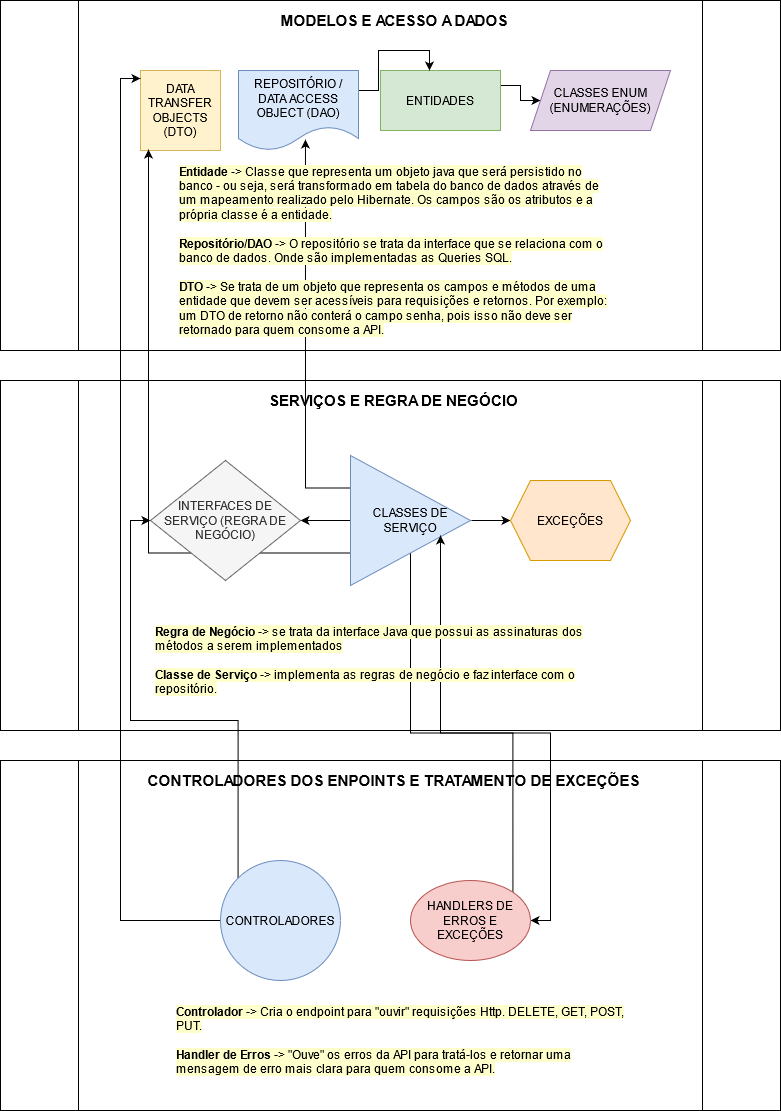 MODELOS E ACESSO A DADOS
DATA
TRANSFER
OBJECTS
(DTO)
REPOSITÓRIO /
DATA ACCESS
OBJECT (DAO)
ENTIDADES
CLASSES ENUM
(ENUMERAÇÕES)
Entidade -> Classe que representa um objeto java que será persistido no
banco - ou seja, será transformado em tabela do banco de dados através de
um mapeamento realizado pelo Hibernate. Os campos são os atributos e a
própria classe é a entidade.
Repositório/DAO -> O repositório se trata da interface que se relaciona com o
banco de dados. Onde são implementadas as Queries SQL.
DTO -> Se trata de um objeto que representa os campos e métodos de uma
entidade que devem ser acessíveis para requisições e retornos. Por exemplo:
um DTO de retorno não conterá o campo senha, pois isso não deve ser
retornado para quem consome a API.
SERVIÇOS E REGRA DE NEGÓCIO
INTERFACES DE
SERVIÇO (REGRA DE
NEGÓCIO)
CLASSES DE
SERVIÇO
EXCEÇÕES
Regra de Negócio -> se trata da interface Java que possui as assinaturas dos
métodos a serem implementados
Classe de Serviço -> implementa as regras de negócio e faz interface com o
repositório.
CONTROLADORES DOS ENPOINTS E TRATAMENTO DE EXCEÇÕES
CONTROLADORES
HANDLERS DE
ERROS E
EXCEÇÕES
Controlador -> Cria o endpoint para "ouvir" requisições Http. DELETE, GET, POST,
PUT.
Handler de Erros -> "Ouve" os erros da API para tratá-los e retornar uma
mensagem de erro mais clara para quem consome a API.